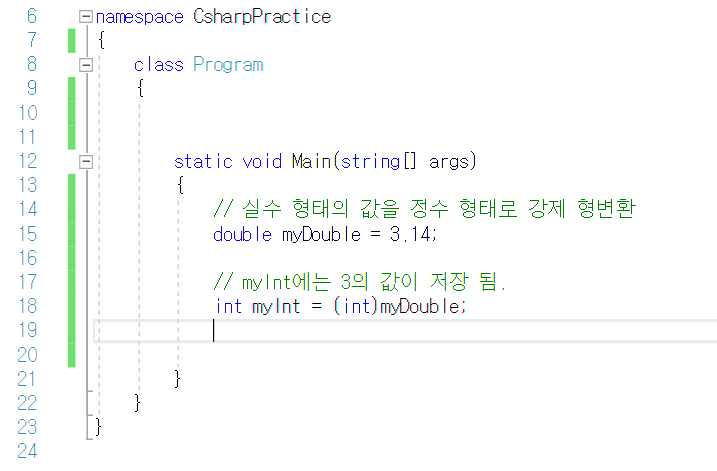 6 namespace CsharpPractice
7 {
8 class Program
9 {
10
11
12 static void Main(string[] args)
13 {
14 // 실수 형태의 값을 정수 형태로 강제 형변환
15 double myDouble = 3.14;
16
17 // myInt에는 3의 값이 저장 됨.
18 int myInt = (int)myDouble;
19
20
21 }
22 }
23 }
24